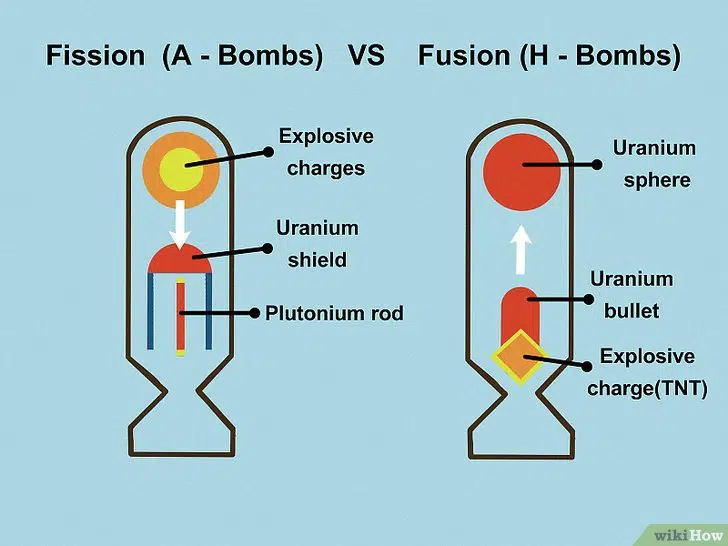 Fission (A - Bombs) VS Fusion (H - Bombs)
Explosive
charges
Uranium
shield
Plutonium rod
Uranium
sphere
Uranium
bullet
Explosive
charge(TNT)
wikiHow